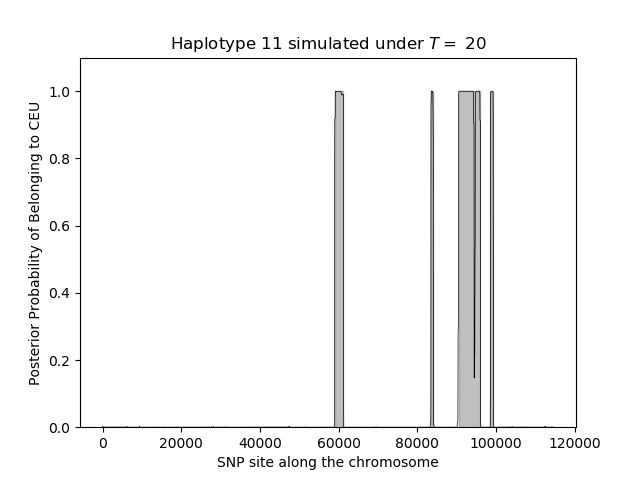 Haplotype 11 simulated under T = 20
Posterior Probability of Belonging to CEU
1.0
0.8
0.6
0.4
0.2
0.0
0 20000 40000 60000 80000 100000 120000
SNP site along the chromosome